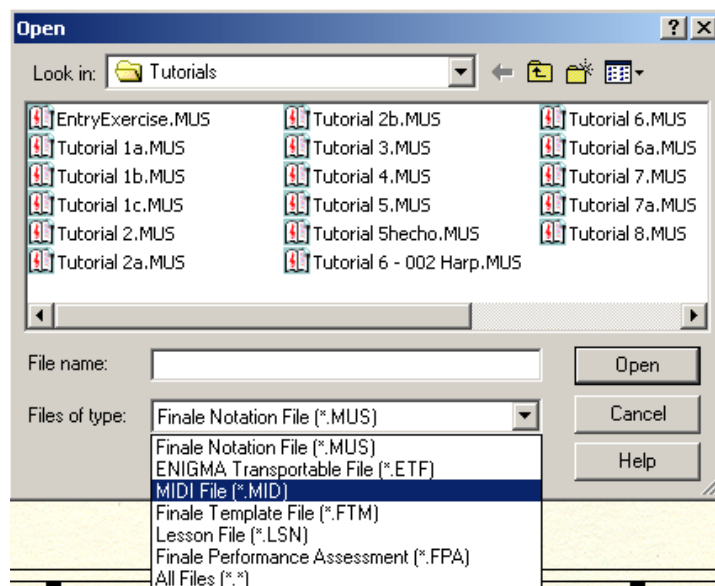 Open
Look in: Tutorials
EntryExercise.MUS
Tutorial 1a.MUS
Tutorial 1b.MUS
Tutorial 1c.MUS
Tutorial 2.MUS
Tutorial 2a.MUS
Tutorial 2b.MUS
Tutorial 3.MUS
Tutorial 4.MUS
Tutorial 5.MUS
Tutorial 5hecho.MUS
Tutorial 6 - 002 Harp.MUS
Tutorial 6.MUS
Tutorial 6a.MUS
Tutorial 7.MUS
Tutorial 7a.MUS
Tutorial 8.MUS
File name:
Open
Files of type: Finale Notation File (*.MUS)
Cancel
Finale Notation File (*.MUS)
ENIGMA Transportable File (*.ETF)
MIDI File (*.MID)
Finale Template File (*.FTM)
Lesson File (*.LSN)
Finale Performance Assessment (*.FPA)
All Files (*.*)
Help